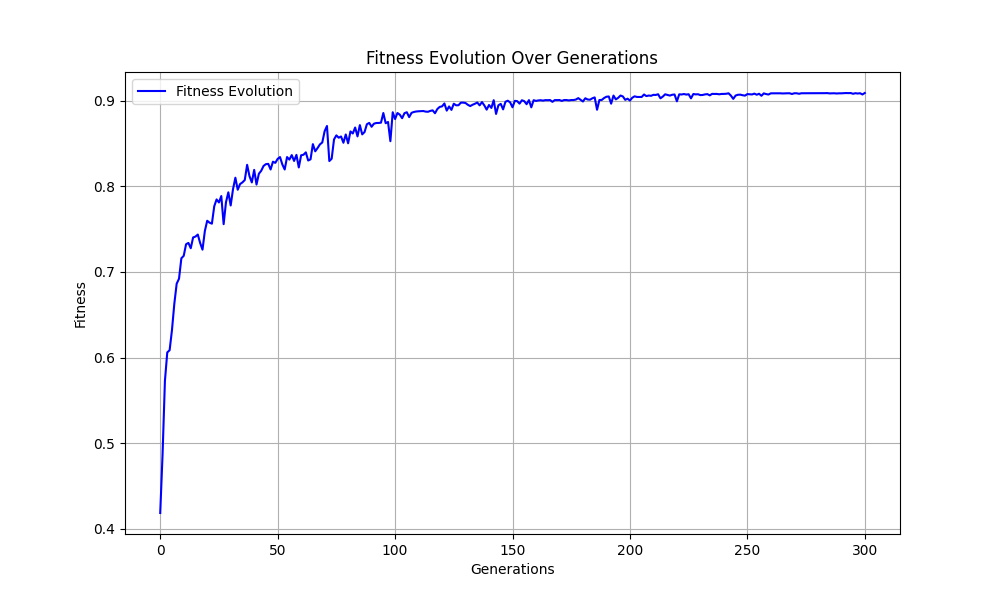 Fitness Evolution Over Generations
Fitness Evolution
0.9
0.8
0.7
0.6
0.5
0.4
Fitness
0 50 100 150 200 250 300
Generations